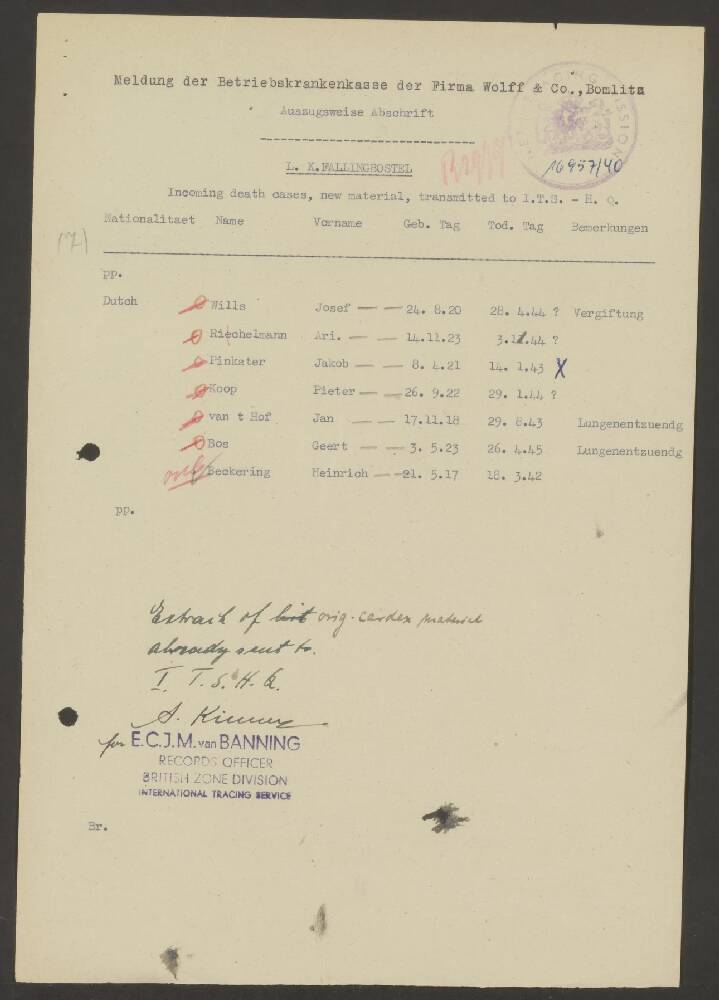 Meldung der Betriebskrankenkasse der Firma Wolff & Co., Bomlitz
Auszugsweise Abschrift
16957/40
L. K. FALLINGBOSTEL
Incoming death cases, new material, transmitted to I.T.S. - H. Q.
Nationalitaet Name Vorname Geb. Tag Tod. Tag Bemerkungen
(7)
pp.
Dutch Wills Josef 24. 8.20 28. 4.44 ? Vergiftung
Riechelmann Ari. 14.11.23 3.11.44 ?
Pinkster Jakob 8. 4.21 14. 1.43 X
Koop Pieter 26. 9.22 29. 1.44 ?
van t Hof Jan 17.11.18 29. 8.43 Lungenentzuendg
Bos Geert 3. 5.23 26. 4.45 Lungenentzuendg
Beckering Heinrich 21. 5.17 18. 3.42
pp.
Extract of list orig. cardex material
already sent to.
I. T. S. H. Q.
for E.C.J.M. van BANNING
RECORDS OFFICER
BRITISH ZONE DIVISION
INTERNATIONAL TRACING SERVICE
Br.